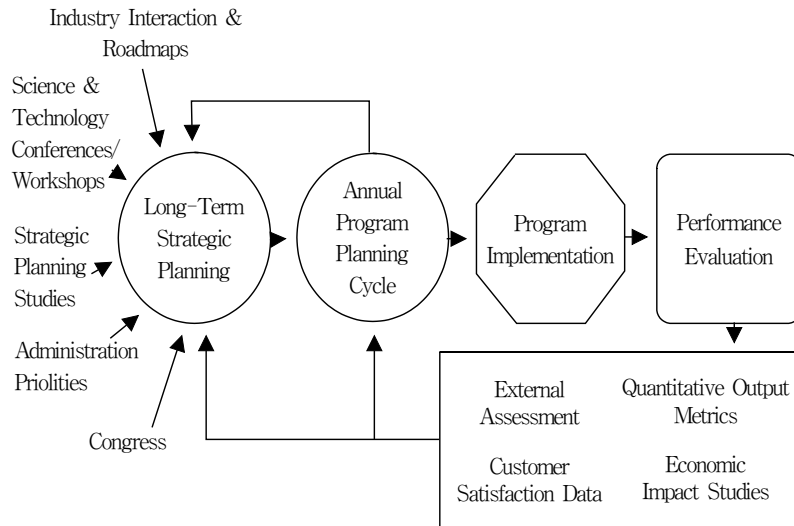 Industry Interaction &
Roadmaps
Science &
Technology
Conferences/
Workshops
Strategic
Planning
Studies
Administration
Priolities
Congress
Long-Term
Strategic
Planning
Annual
Program
Planning
Cycle
Program
Implementation
Performance
Evaluation
External
Assessment
Quantitative Output
Metrics
Customer
Satisfaction Data
Economic
Impact Studies